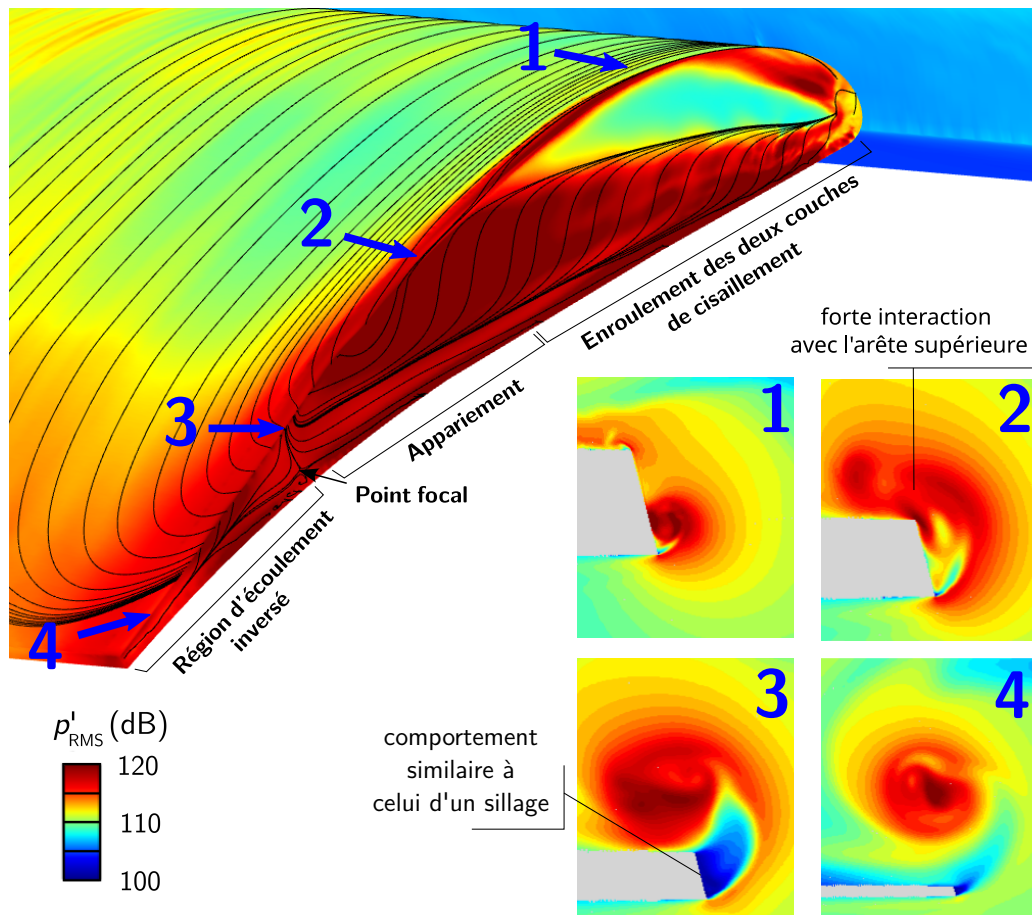 1
2
3
4
Enroulement des deux couches
de cisaillement
Appariement
Point focal
Région d'écoulement
inversé
forte interaction
avec l'arête supérieure
1
2
3
4
comportement
similaire à
celui d'un sillage
p'RMS (dB)
120
110
100